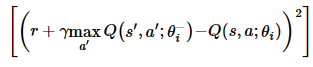 [(r + γ max_{a'} Q(s', a'; θ_i^-) − Q(s, a; θ_i))^2]